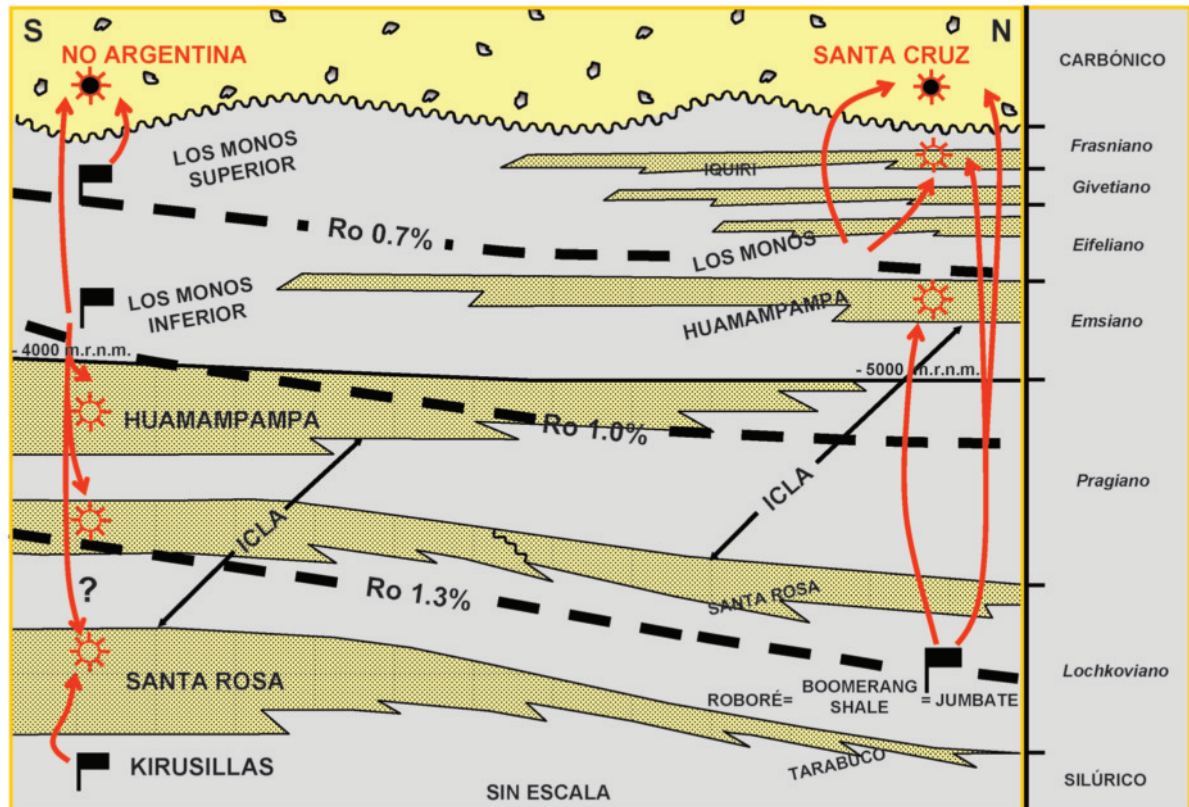 S
N
NO ARGENTINA
SANTA CRUZ
CARBÓNICO
LOS MONOS
SUPERIOR
IQUIRI
Frasniano
Givetiano
Ro 0.7%
LOS MONOS
Eifeliano
LOS MONOS
INFERIOR
HUAMAMPAMPA
Emsiano
- 4000 m.r.n.m.
- 5000 m.r.n.m.
HUAMAMPAMPA
Ro 1.0%
ICLA
ICLA
Pragiano
?
Ro 1.3%
SANTA ROSA
SANTA ROSA
Lochkoviano
ROBORÉ=
BOOMERANG
SHALE
= JUMBATE
KIRUSILLAS
TARABUCO
SIN ESCALA
SILÚRICO